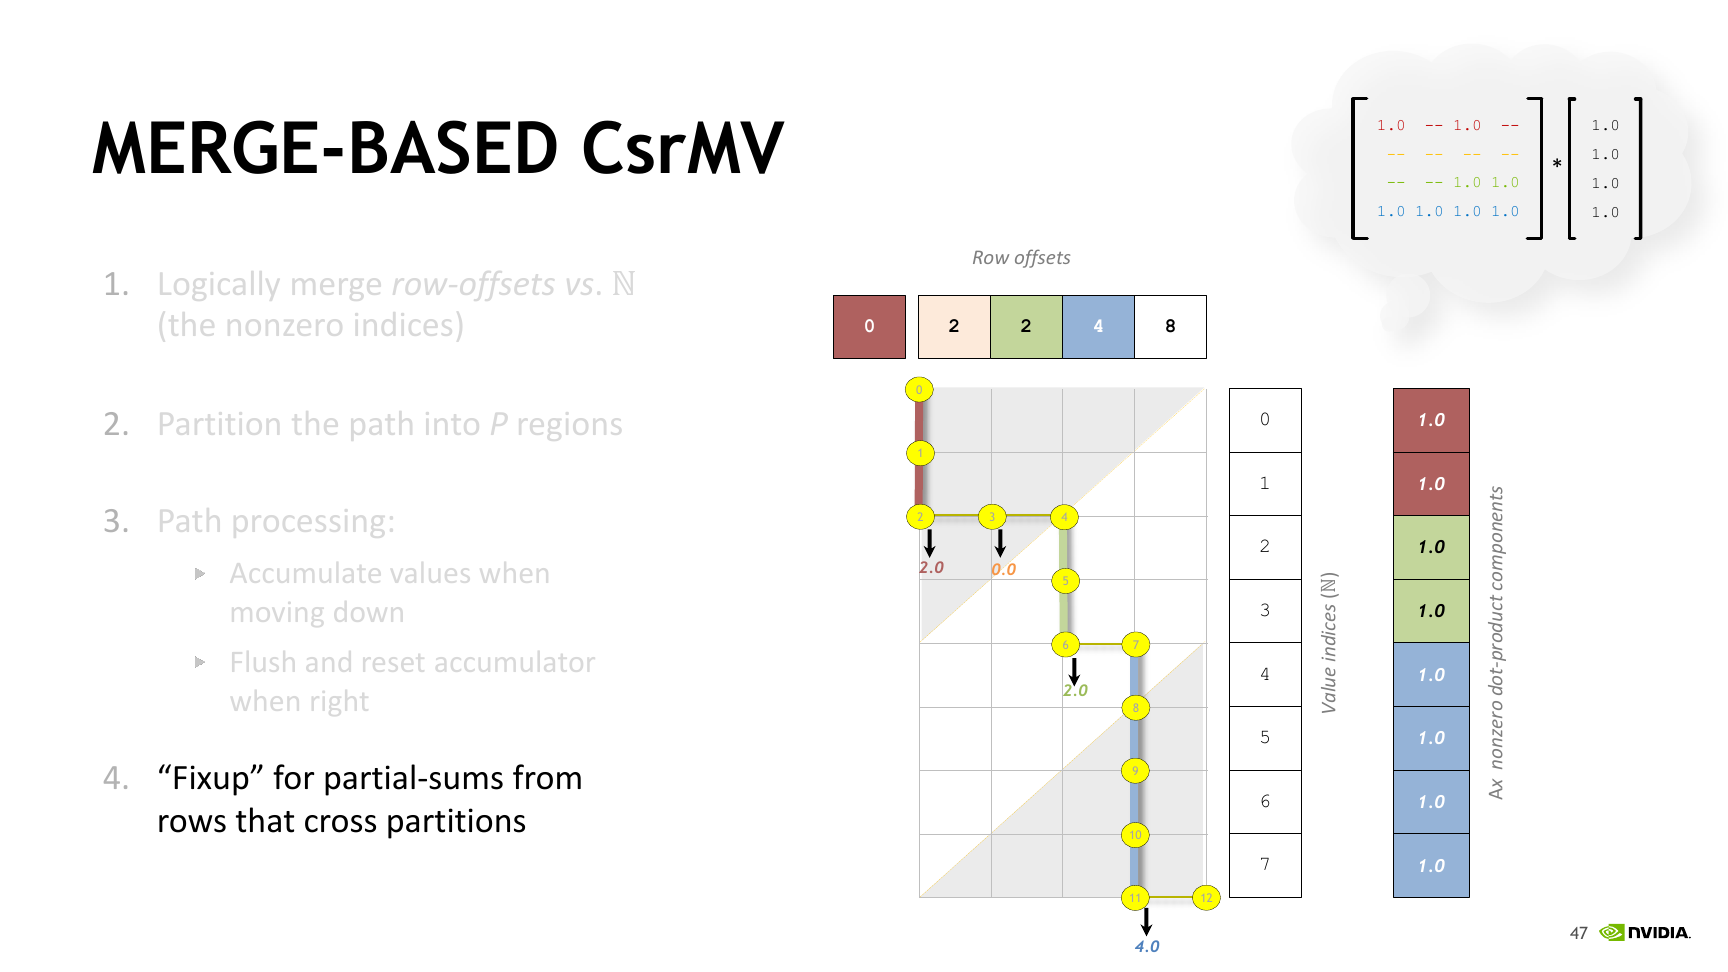 MERGE-BASED CsrMV
1. Logically merge row-offsets vs. ℕ
(the nonzero indices)
2. Partition the path into P regions
3. Path processing:
Accumulate values when
moving down
Flush and reset accumulator
when right
4. “Fixup” for partial-sums from
rows that cross partitions
1.0 -- 1.0 --
-- -- -- --
-- -- 1.0 1.0
1.0 1.0 1.0 1.0
*
1.0
1.0
1.0
1.0
Row offsets
0 2 2 4 8
0
1
2 3 4
2.0 0.0
5
6 7
2.0
8
9
10
11 12
4.0
0
1
2
3
4
5
6
7
Value indices (ℕ)
1.0
1.0
1.0
1.0
1.0
1.0
1.0
1.0
Ax nonzero dot-product components
47 NVIDIA.